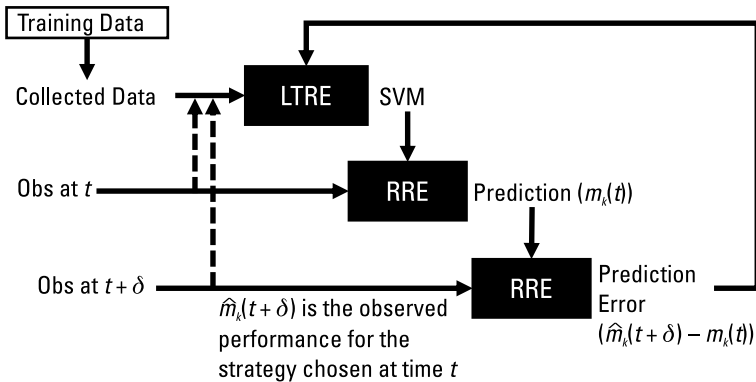 Training Data
Collected Data
LTRE
SVM
Obs at t
RRE
Prediction (m_k(t))
Obs at t + δ
RRE
Prediction
Error
(m̂_k(t + δ) – m_k(t))
m̂_k(t + δ) is the observed
performance for the
strategy chosen at time t